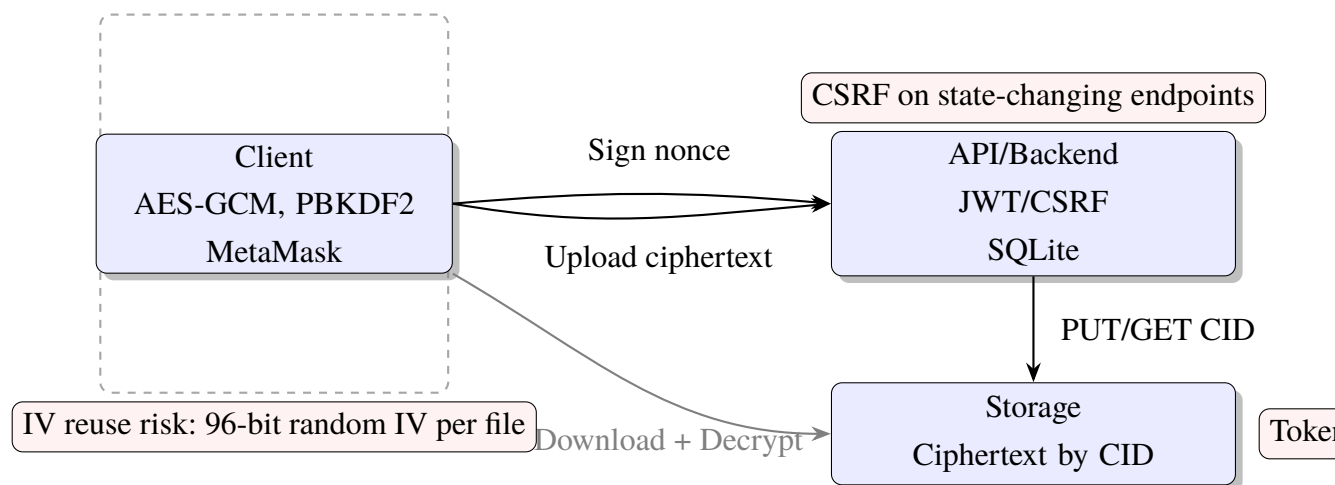 CSRF on state-changing endpoints
Client
AES-GCM, PBKDF2
MetaMask
Sign nonce
Upload ciphertext
API/Backend
JWT/CSRF
SQLite
PUT/GET CID
IV reuse risk: 96-bit random IV per file
Download + Decrypt
Storage
Ciphertext by CID
Token